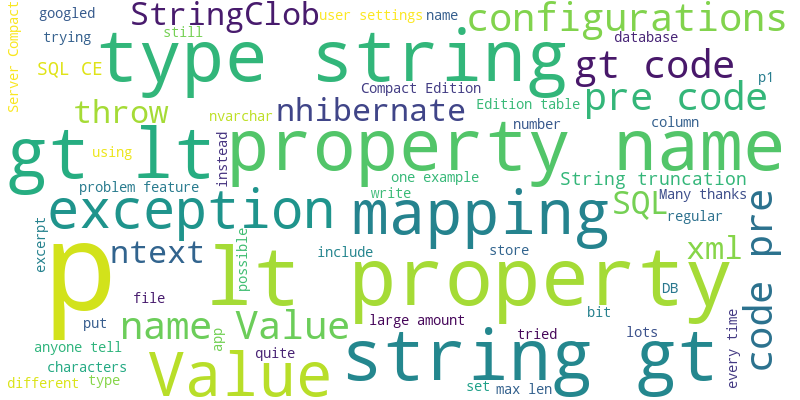 googled
StringClob
user settings
name
configurations
Server Compact
trying
still
type string
database
SQL CE
gt code
p1
Compact Edition
throw
nvarchar
nhibernate
Edition table
pre code
number
column
gt lt
using
instead
property name
one example
String truncation
problem feature
write
Many thanks
exception
mapping
SQL
regular
code pre
excerpt
p
ntext
possible
include
store
xml
lt property
DB
file
bit
put
name Value
app
large amount
tried
lots
every time
anyone tell
quite
characters
Value
string gt
different
type
set
max len